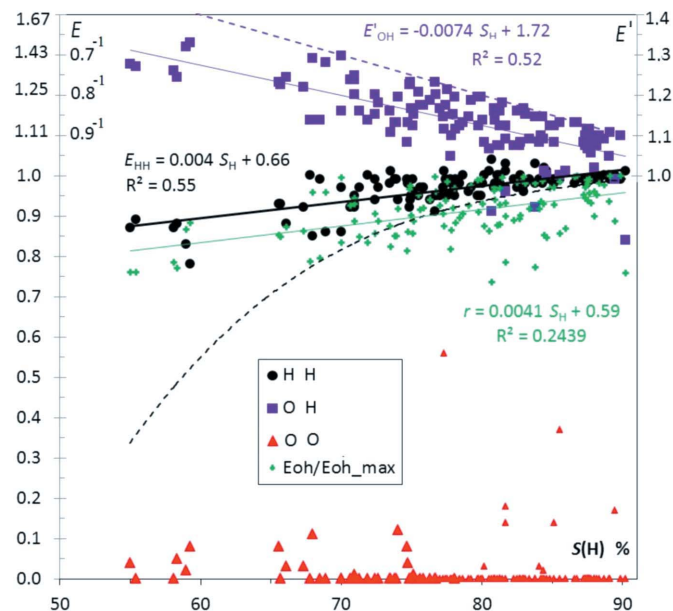 1.67
E
E'
1.4
E'OH = -0.0074 SH + 1.72
R² = 0.52
1.43
0.7⁻¹
1.3
1.25
0.8⁻¹
1.2
1.11
0.9⁻¹
1.1
EHH = 0.004 SH + 0.66
R² = 0.55
1.0
1.0
0.9
0.8
0.7
r = 0.0041 SH + 0.59
R² = 0.2439
0.6
0.5
H H
O H
O O
Eoh/Eoh_max
0.4
0.3
0.2
0.1
S(H) %
0.0
50
60
70
80
90